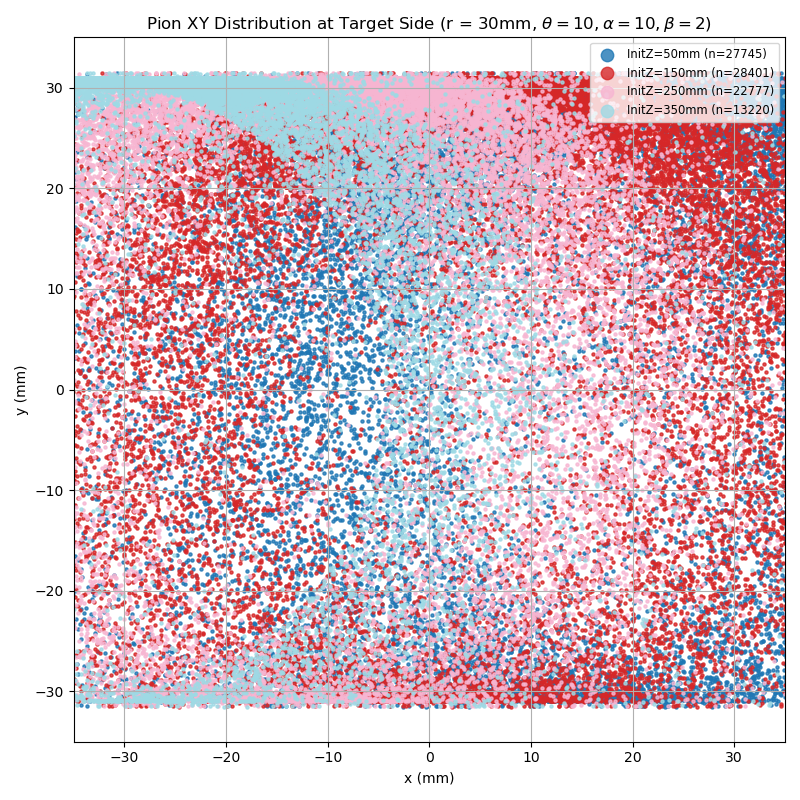 Pion XY Distribution at Target Side (r = 30mm, θ = 10, α = 10, β = 2)
InitZ=50mm (n=27745)
InitZ=150mm (n=28401)
InitZ=250mm (n=22777)
InitZ=350mm (n=13220)
30
20
10
0
−10
−20
−30
y (mm)
−30 −20 −10 0 10 20 30
x (mm)